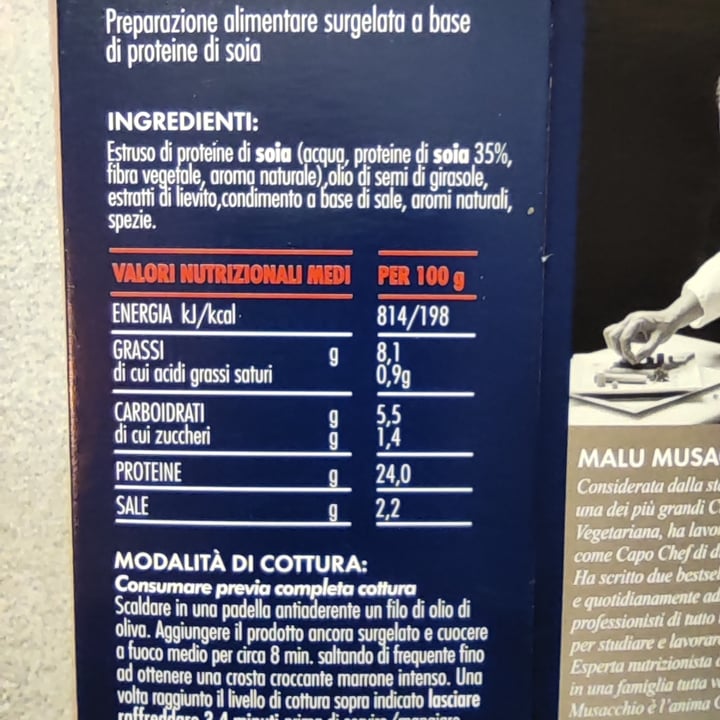 Preparazione alimentare surgelata a base
di proteine di soia
INGREDIENTI:
Estruso di proteine di soia (acqua, proteine di soia 35%,
fibra vegetale, aroma naturale),olio di semi di girasole,
estratti di lievito,condimento a base di sale, aromi naturali,
spezie.
VALORI NUTRIZIONALI MEDI PER 100 g
ENERGIA kJ/kcal 814/198
GRASSI g 8,1
di cui acidi grassi saturi 0,9g
CARBOIDRATI g 5,5
di cui zuccheri g 1,4
PROTEINE g 24,0
SALE g 2,2
MODALITÀ DI COTTURA:
Consumare previa completa cottura
Scaldare in una padella antiaderente un filo di olio di
oliva. Aggiungere il prodotto ancora surgelato e cuocere
a fuoco medio per circa 8 min. saltando di frequente fino
ad ottenere una crosta croccante marrone intenso. Una
volta raggiunto il livello di cottura sopra indicato lasciare
raffreddare 3-4 minuti prima di servire
MALU MUSA
Considerata dalla
una dei più grandi
Vegetariana, ha
come Capo Chef di
Ha scritto due
e quotidianamente
professionisti di tutto
per studiare e
Esperta nutrizionista
in una famiglia tutta
Musacchio è l'anima